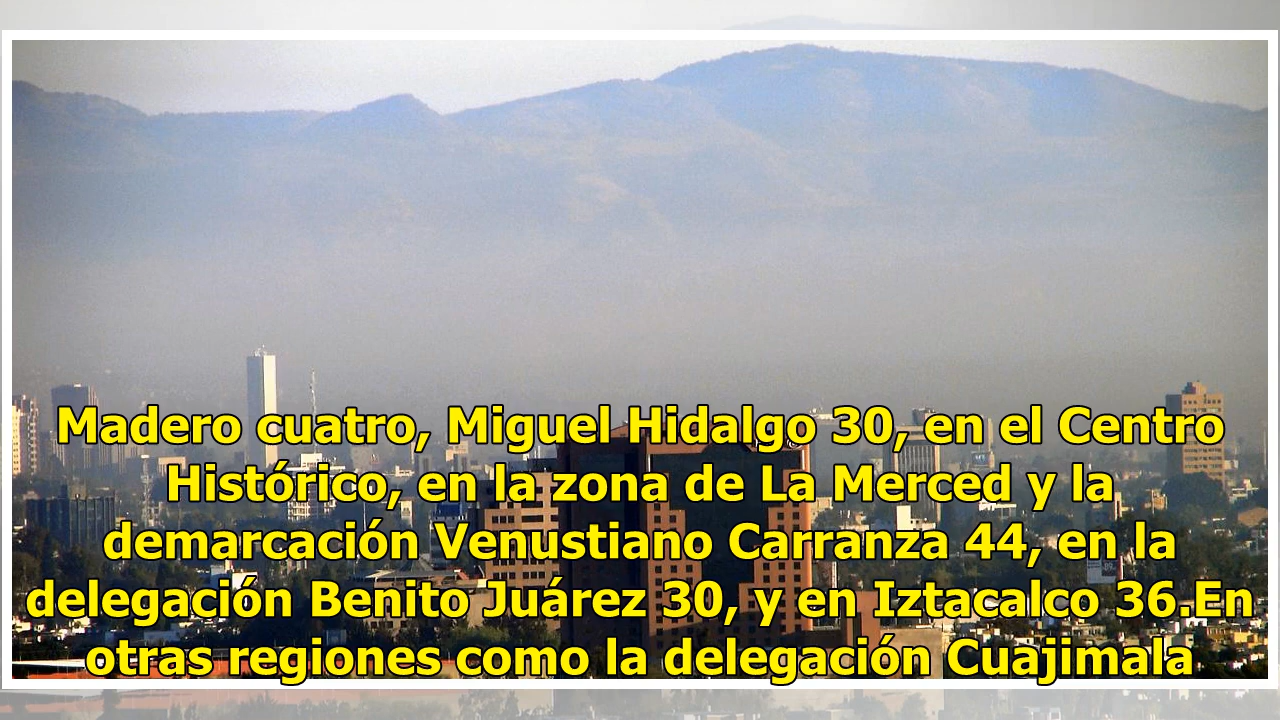 Madero cuatro, Miguel Hidalgo 30, en el Centro
Histórico, en la zona de La Merced y la
demarcación Venustiano Carranza 44, en la
delegación Benito Juárez 30, y en Iztacalco 36.En
otras regiones como la delegación Cuajimala